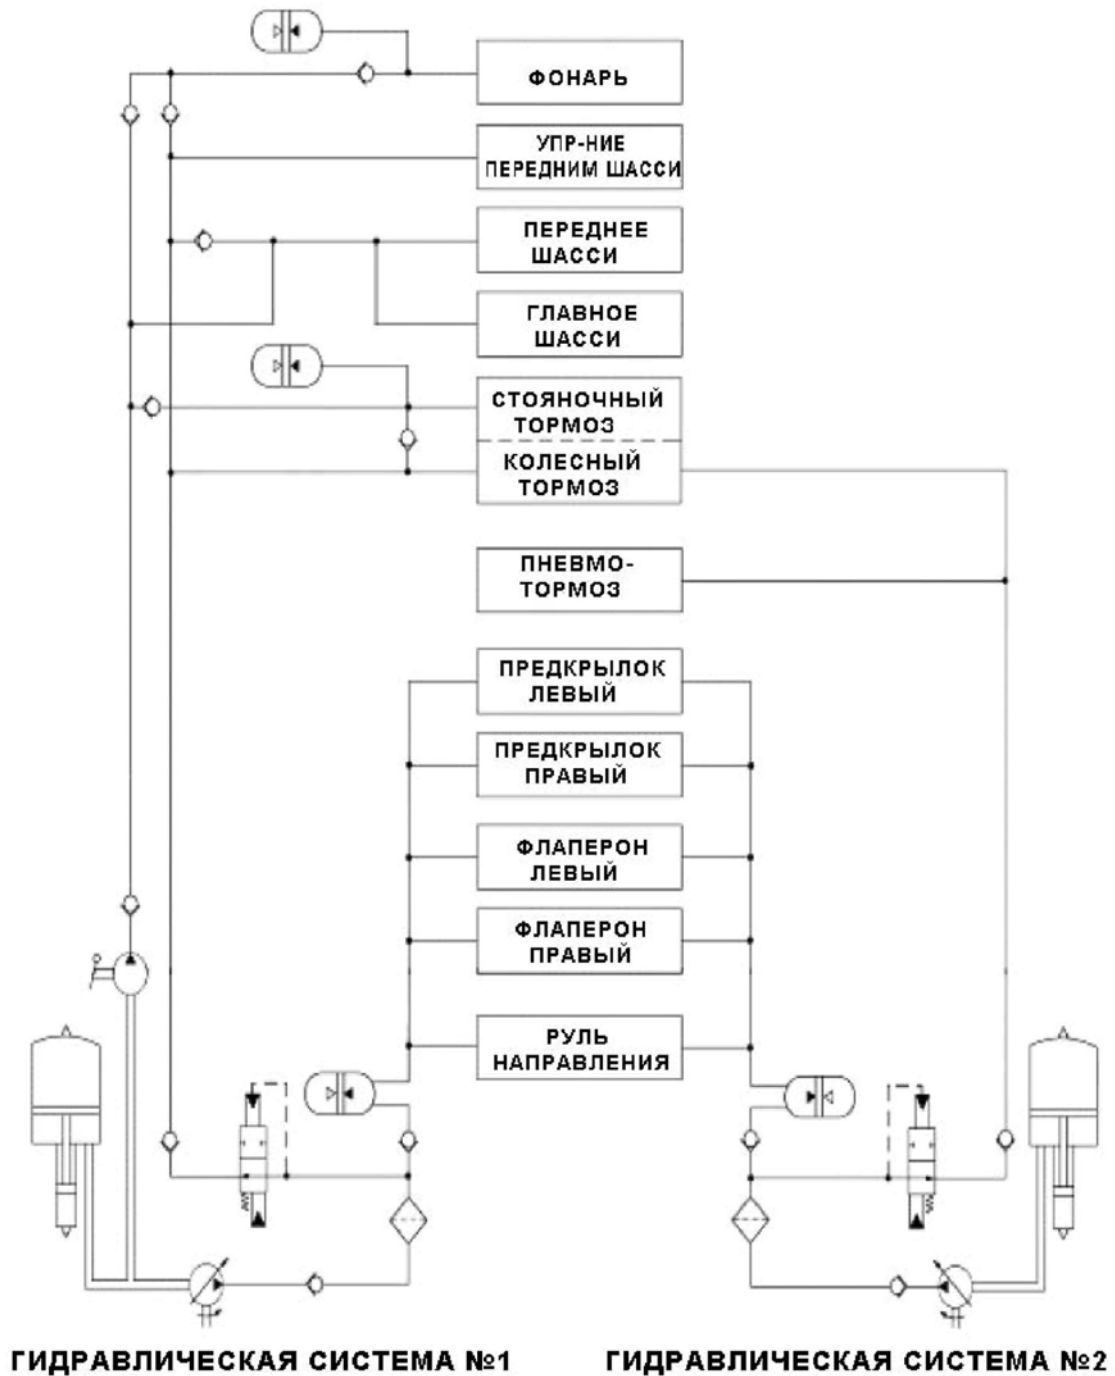 ФОНАРЬ
УПР-НИЕ
ПЕРЕДНИМ ШАССИ
ПЕРЕДНЕЕ
ШАССИ
ГЛАВНОЕ
ШАССИ
СТОЯНОЧНЫЙ
ТОРМОЗ
КОЛЕСНЫЙ
ТОРМОЗ
ПНЕВМО-
ТОРМОЗ
ПРЕДКРЫЛОК
ЛЕВЫЙ
ПРЕДКРЫЛОК
ПРАВЫЙ
ФЛАПЕРОН
ЛЕВЫЙ
ФЛАПЕРОН
ПРАВЫЙ
РУЛЬ
НАПРАВЛЕНИЯ
ГИДРАВЛИЧЕСКАЯ СИСТЕМА №1
ГИДРАВЛИЧЕСКАЯ СИСТЕМА №2